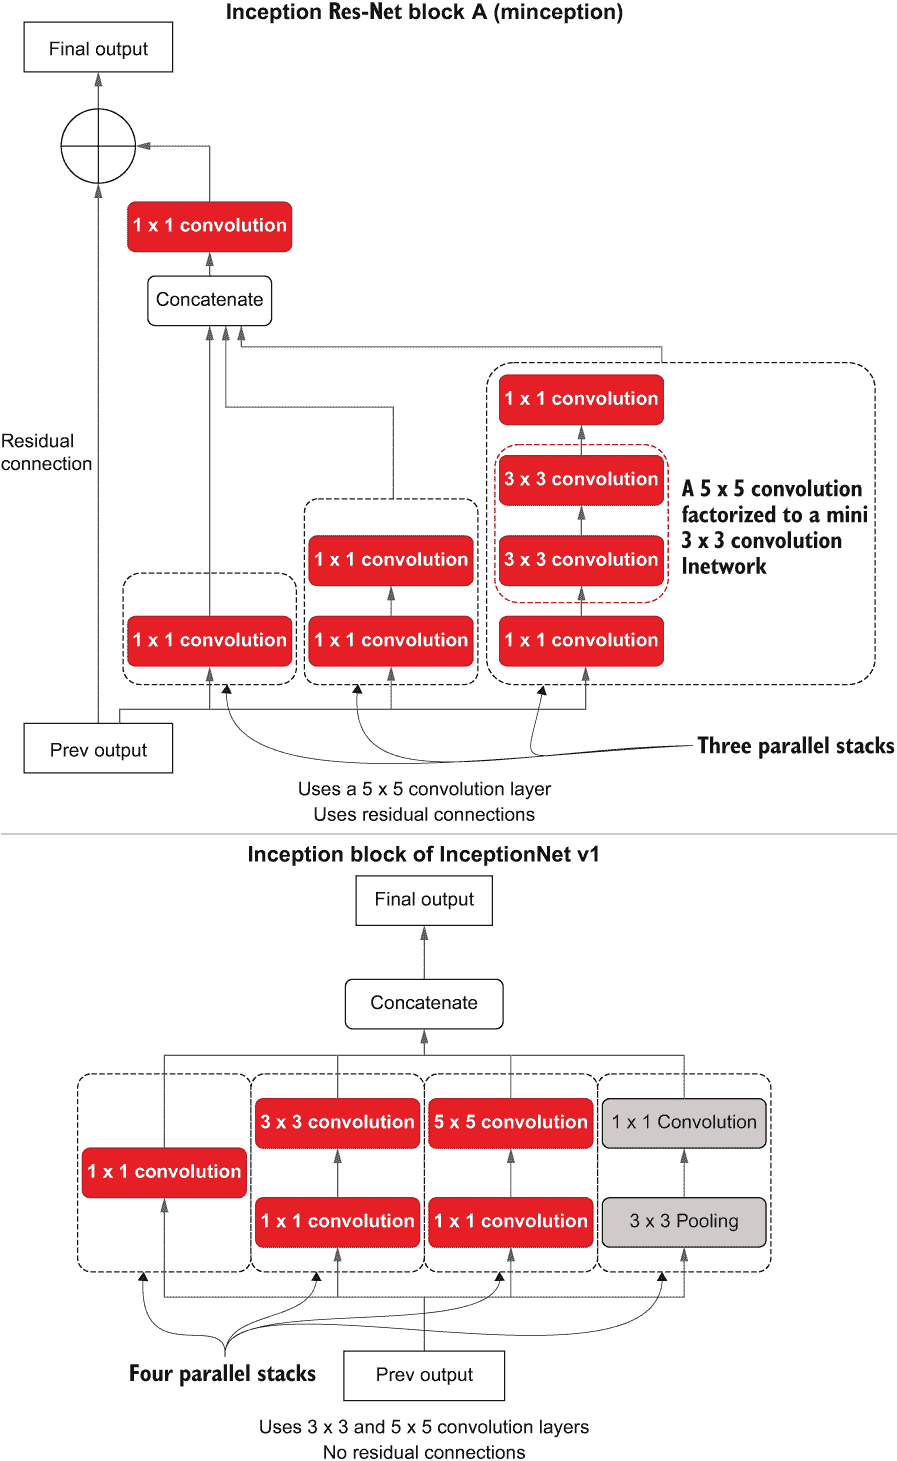 Inception Res-Net block A (minception)
Final output
1 x 1 convolution
Concatenate
1 x 1 convolution
Residual
connection
3 x 3 convolution
A 5 x 5 convolution
factorized to a mini
3 x 3 convolution
Inetwork
1 x 1 convolution
3 x 3 convolution
1 x 1 convolution
1 x 1 convolution
1 x 1 convolution
Prev output
Three parallel stacks
Uses a 5 x 5 convolution layer
Uses residual connections
Inception block of InceptionNet v1
Final output
Concatenate
3 x 3 convolution
5 x 5 convolution
1 x 1 Convolution
1 x 1 convolution
1 x 1 convolution
1 x 1 convolution
3 x 3 Pooling
Four parallel stacks
Prev output
Uses 3 x 3 and 5 x 5 convolution layers
No residual connections